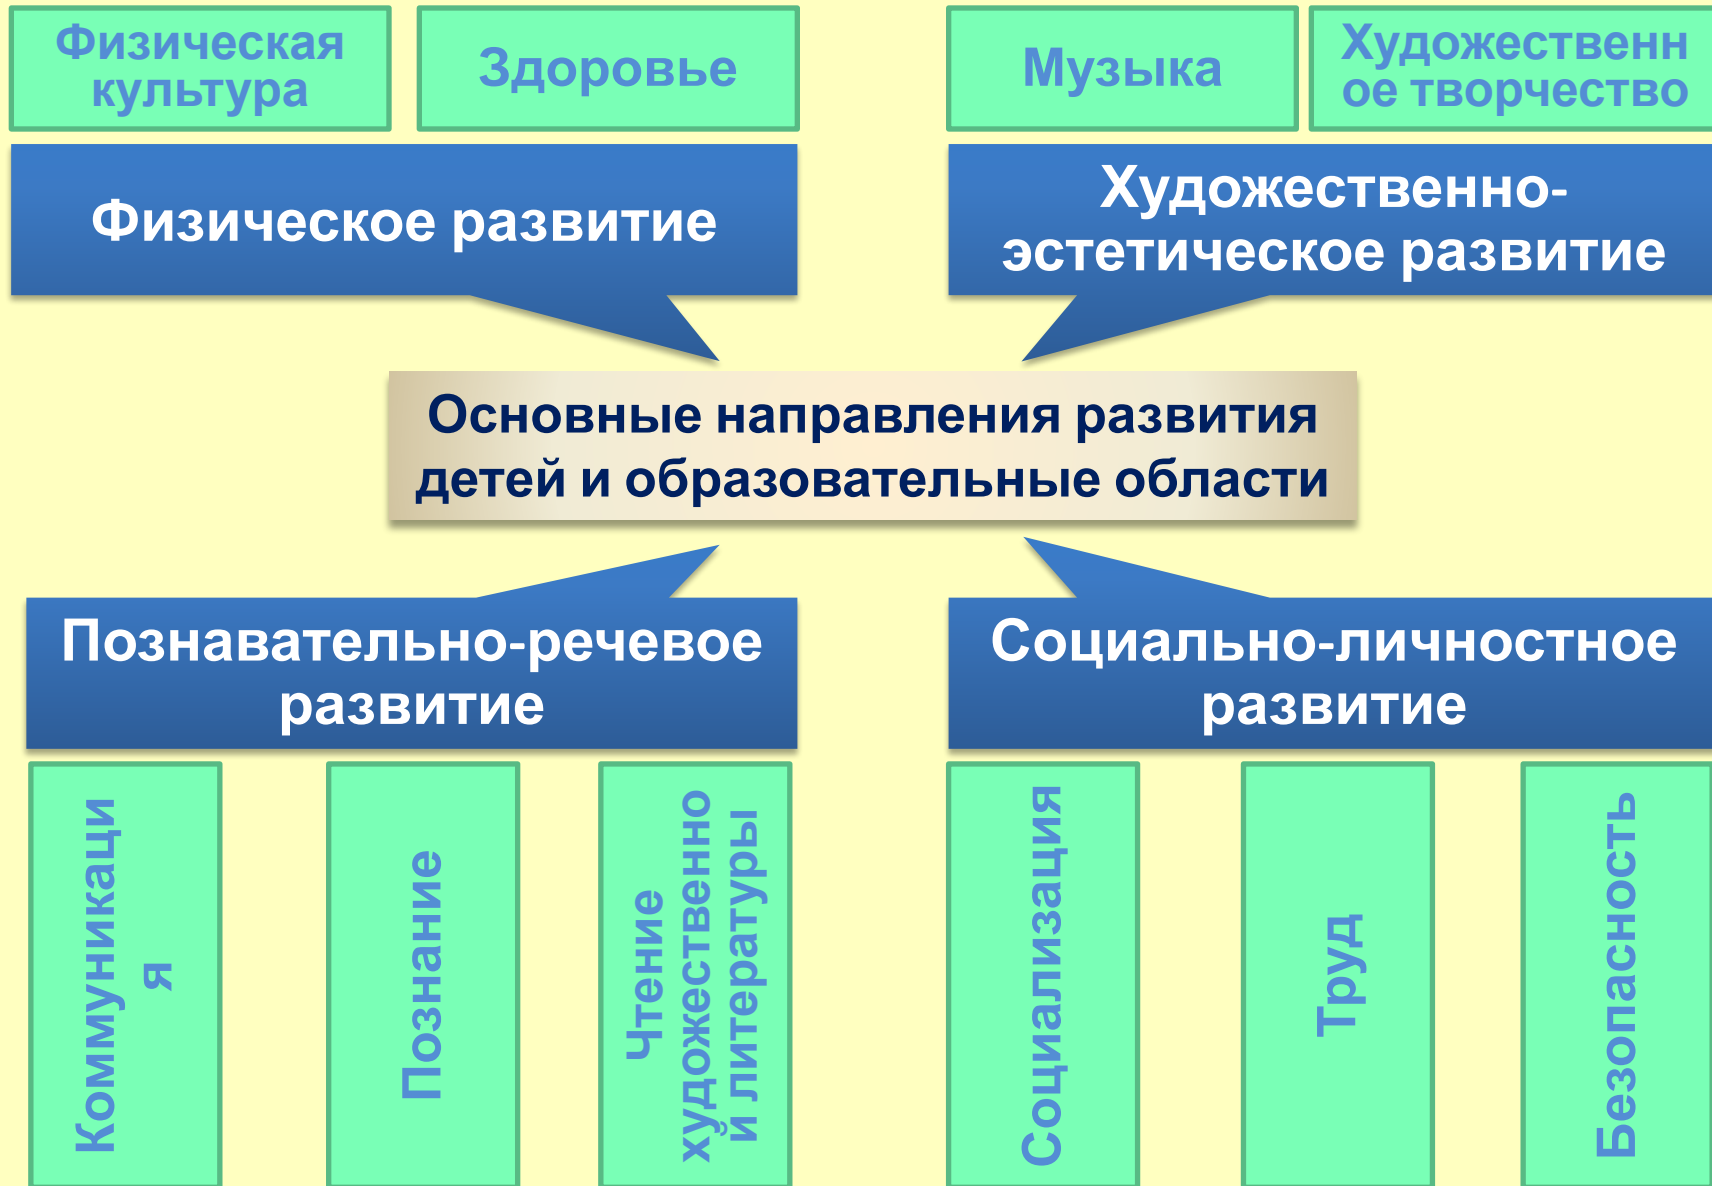 Физическая
культура
Здоровье
Музыка
Художественн
ое творчество
Физическое развитие
Художественно-
эстетическое развитие
Основные направления развития
детей и образовательные области
Познавательно-речевое
развитие
Социально-личностное
развитие
Коммуникаци
я
Познание
Чтение
художественно
й литературы
Социализация
Труд
Безопасность